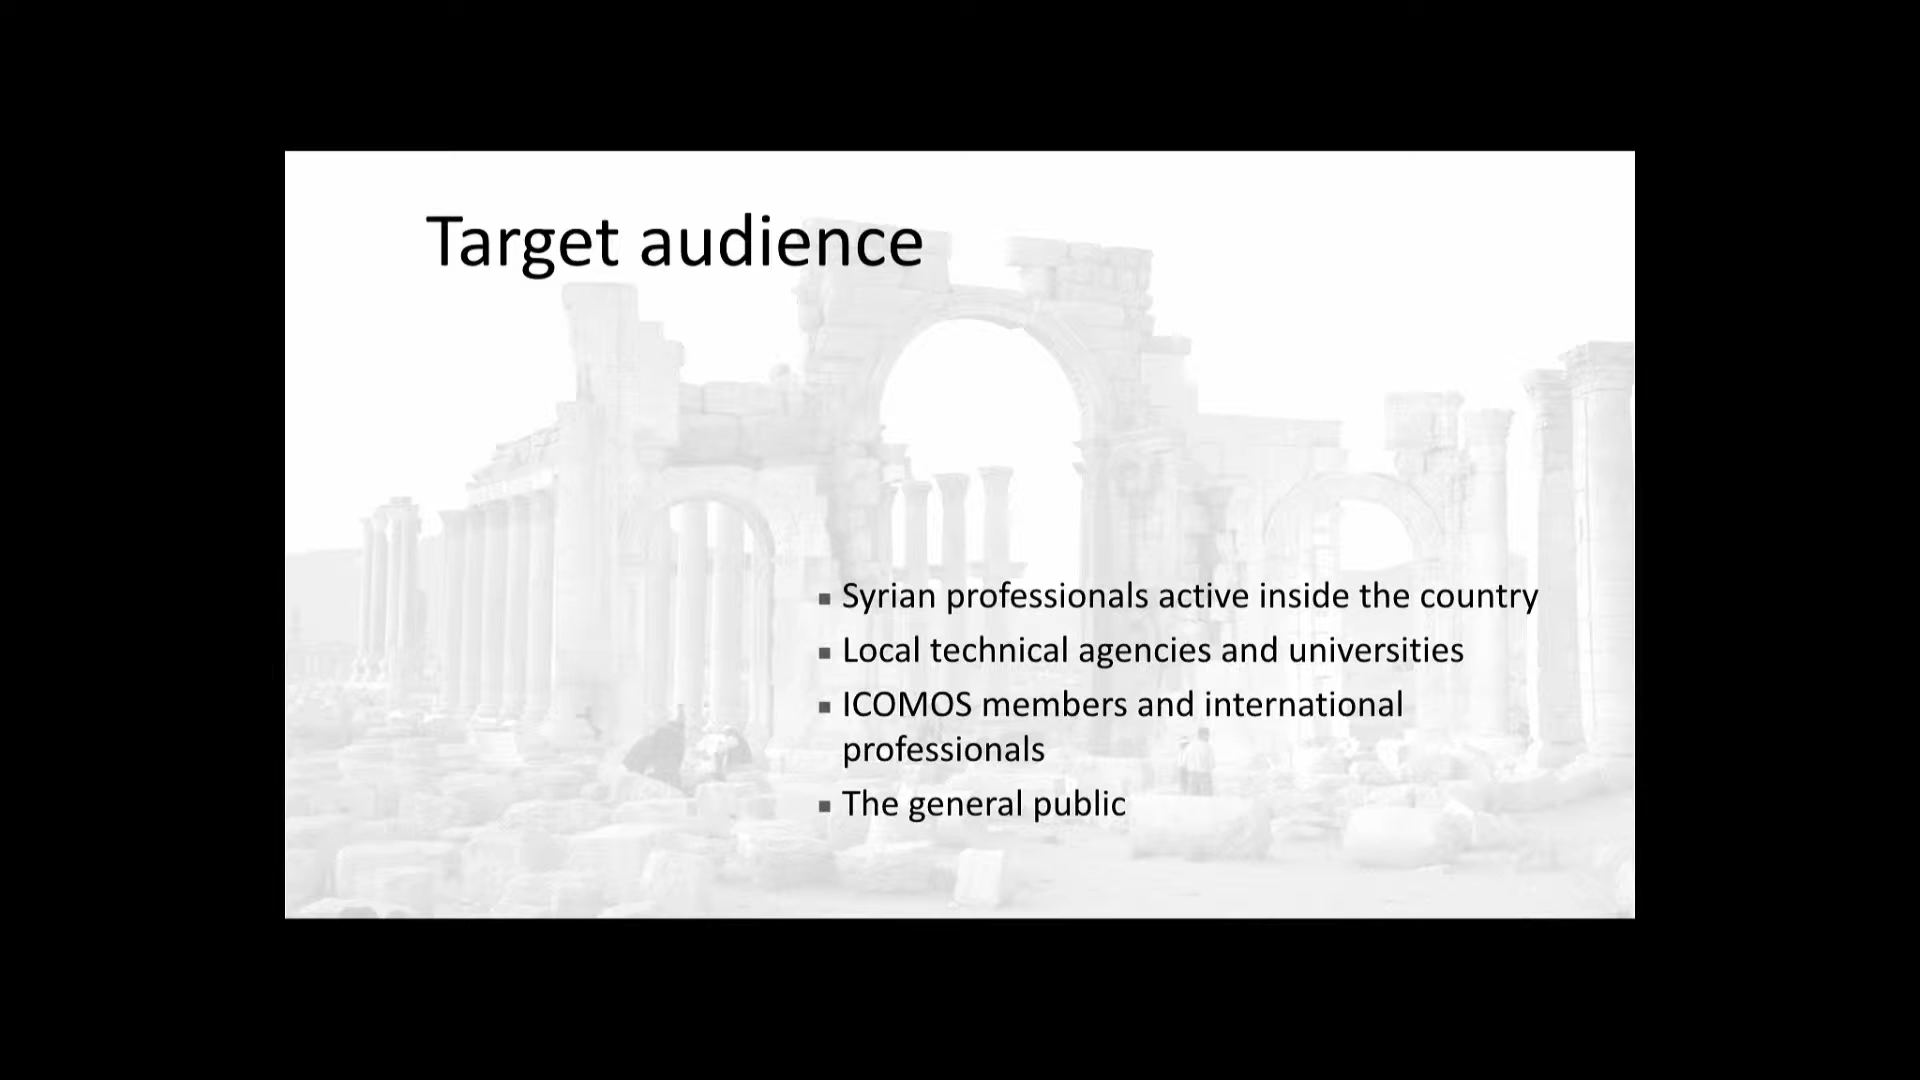 Target audience
▪ Syrian professionals active inside the country
▪ Local technical agencies and universities
▪ ICOMOS members and international
professionals
▪ The general public